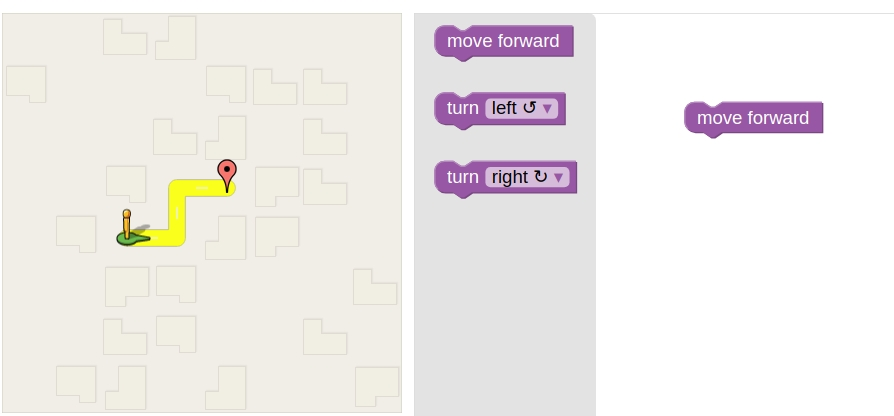 move forward
turn left ↺ ▼
turn right ↻ ▼
move forward